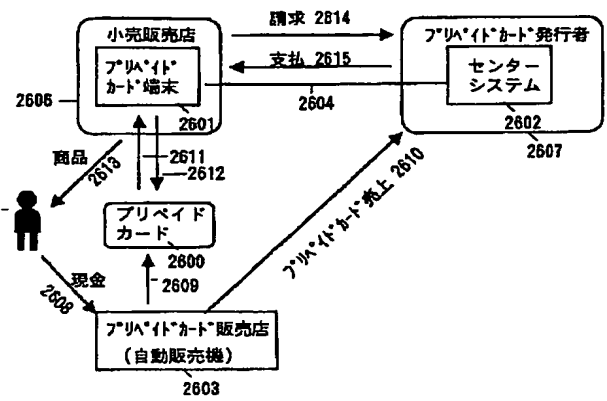 請求 2614
小売販売店
プリペイドカード発行者
支払 2615
プリペイド
カード端末
センター
システム
2606
2601
2604
2602
2607
商品
2613
2611
2612
プリペイドカード売上 2610
プリペイド
カード
2600
現金
2608
2609
プリペイドカード販売店
(自動販売機)
2603